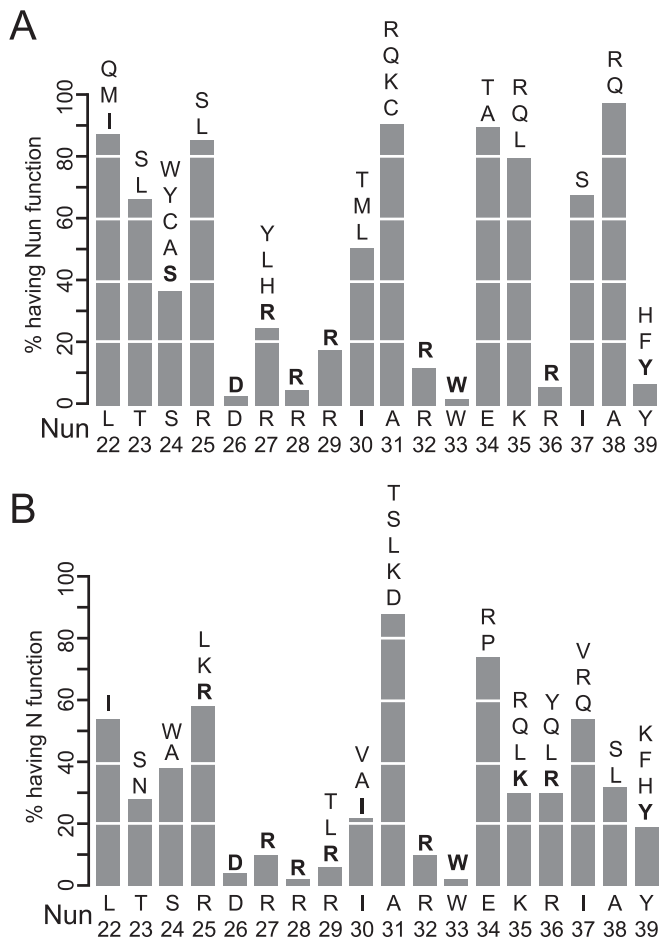 A
% having Nun function
100
80
60
40
20
0
Q M I
S L
W Y C A S
S L
D
Y L H R
R
R
T M L
R Q K C
R
W
T A
R Q L
R
S
R Q
H F Y
Nun
L T S R D R R R I A R W E K R I A Y
22 23 24 25 26 27 28 29 30 31 32 33 34 35 36 37 38 39
B
% having N function
100
80
60
40
20
0
I
S N
W A
L K R
D
R
R
T L R
V A I
T S L K D
R
W
R P
R Q L K
Y Q L R
V R Q
S L
K F H Y
Nun
L T S R D R R R I A R W E K R I A Y
22 23 24 25 26 27 28 29 30 31 32 33 34 35 36 37 38 39